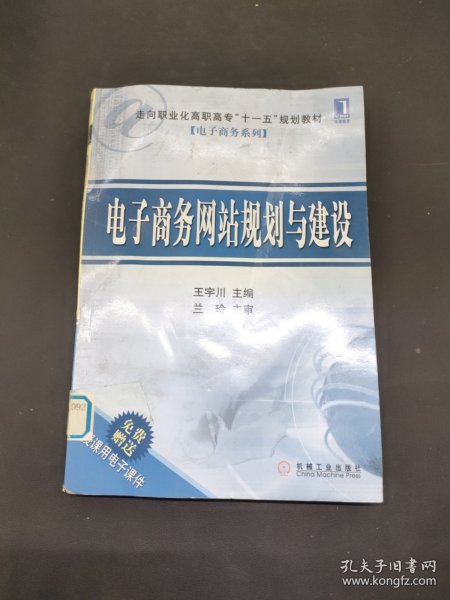 走向职业化高职高专“十一五”规划教材
【电子商务系列】
电子商务网站规划与建设
王宇川 主编
兰 玲 主审
免费
赠送
授课用电子课件
机械工业出版社
China Machine Press
孔夫子旧书网
www.kongfz.com